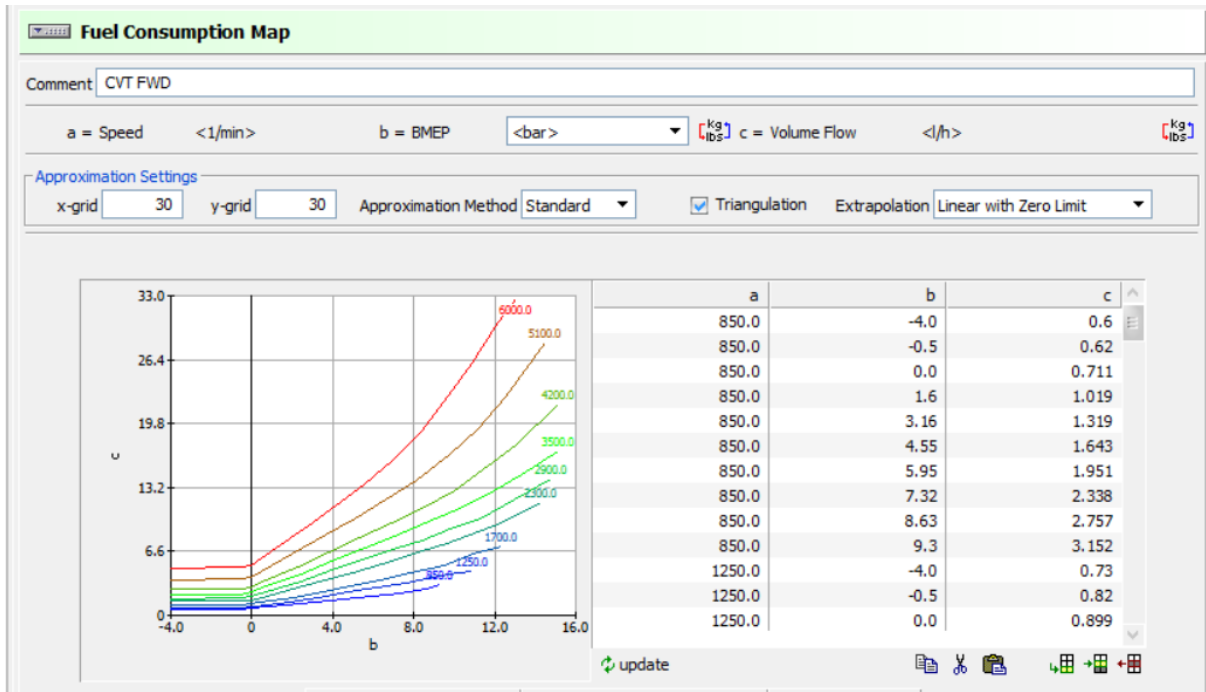 Fuel Consumption Map
Comment CVT FWD
a = Speed <1/min> b = BMEP <bar> kg lbs c = Volume Flow <l/h> kg lbs
Approximation Settings
x-grid 30 y-grid 30 Approximation Method Standard Triangulation Extrapolation Linear with Zero Limit
33.0
26.4
19.8
13.2
6.6
0
c
-4.0 0 4.0 8.0 12.0 16.0
b
6000.0
5100.0
4200.0
3500.0
2900.0
2300.0
1700.0
1250.0
850.0
a b c
850.0 -4.0 0.6
850.0 -0.5 0.62
850.0 0.0 0.711
850.0 1.6 1.019
850.0 3.16 1.319
850.0 4.55 1.643
850.0 5.95 1.951
850.0 7.32 2.338
850.0 8.63 2.757
850.0 9.3 3.152
1250.0 -4.0 0.73
1250.0 -0.5 0.82
1250.0 0.0 0.899
update